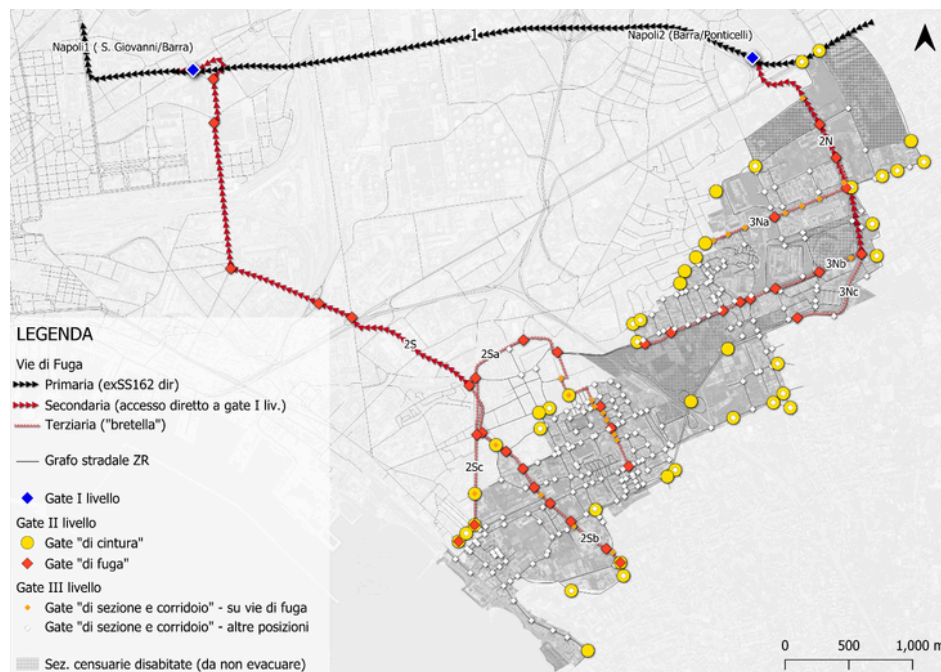 Napoli1 ( S. Giovanni/Barra)
1
Napoli2 (Barra/Ponticelli)
2N
3Na
3Nb
3Nc
2S
2Sa
2Sc
2Sb
LEGENDA
Vie di Fuga
Primaria (exSS162 dir)
Secondaria (accesso diretto a gate I liv.)
Terziaria ("bretella")
Grafo stradale ZR
Gate I livello
Gate II livello
Gate "di cintura"
Gate "di fuga"
Gate III livello
Gate "di sezione e corridoio" - su vie di fuga
Gate "di sezione e corridoio" - altre posizioni
Sez. censuarie disabitate (da non evacuare)
0 500 1,000 m